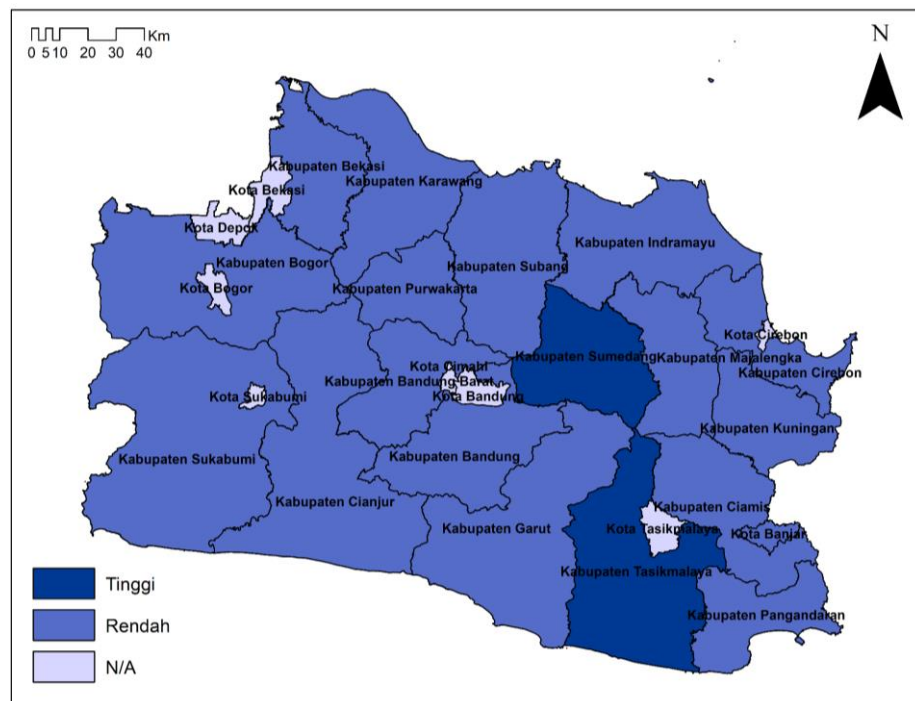 Km
0 5 10 20 30 40
N
Kabupaten Bekasi
Kabupaten Karawang
Kota Bekasi
Kota Depok
Kabupaten Indramayu
Kabupaten Bogor
Kabupaten Subang
Kota Bogor
Kabupaten Purwakarta
Kota Cirebon
Kabupaten Sumedang
Kabupaten Majalengka
Kota Cimahi
Kabupaten Cirebon
Kabupaten Bandung Barat
Kota Sukabumi
Kota Bandung
Kabupaten Kuningan
Kabupaten Sukabumi
Kabupaten Bandung
Kabupaten Cianjur
Kabupaten Ciamis
Kabupaten Garut
Kota Tasikmalaya
Kota Banjar
Kabupaten Tasikmalaya
Kabupaten Pangandaran
Tinggi
Rendah
N/A